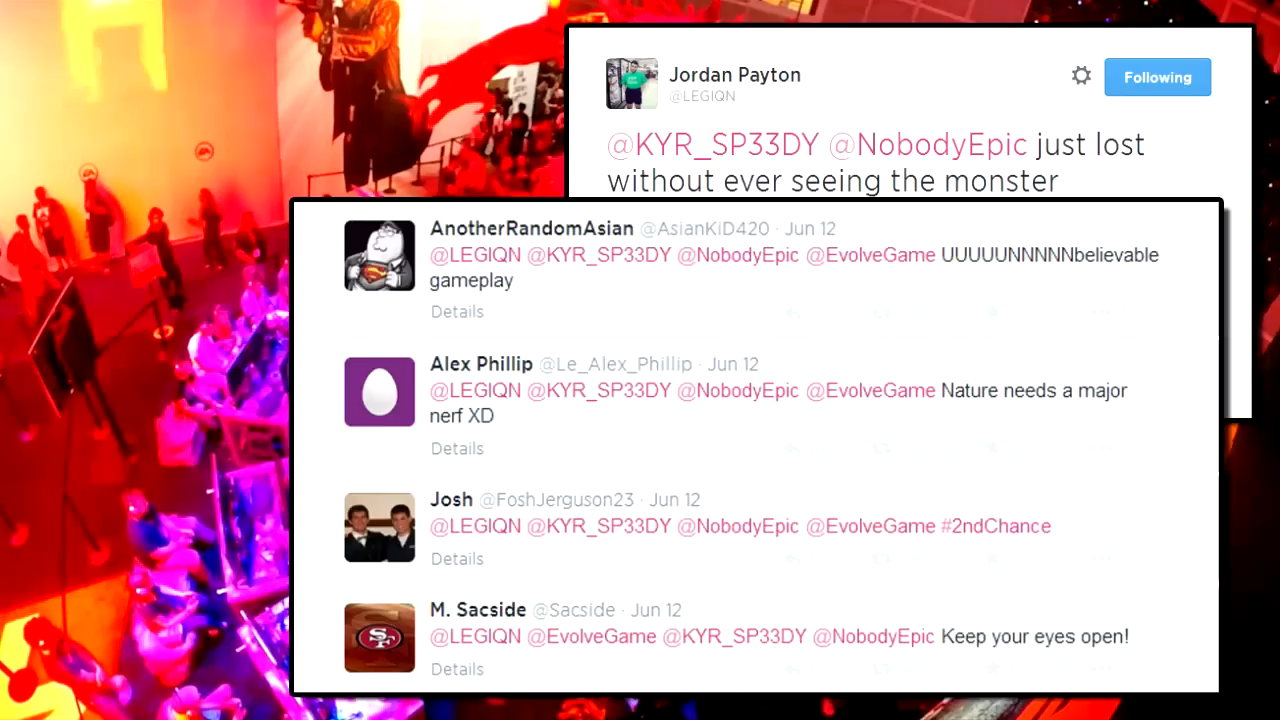 Jordan Payton
@LEGIQN
Following
@KYR_SP33DY @NobodyEpic just lost
without ever seeing the monster
AnotherRandomAsian @AsianKiD420 · Jun 12
@LEGIQN @KYR_SP33DY @NobodyEpic @EvolveGame UUUUUNNNNNbelievable
gameplay
Details
Alex Phillip @Le_Alex_Phillip · Jun 12
@LEGIQN @KYR_SP33DY @NobodyEpic @EvolveGame Nature needs a major
nerf XD
Details
Josh @FoshJerguson23 · Jun 12
@LEGIQN @KYR_SP33DY @NobodyEpic @EvolveGame #2ndChance
Details
M. Sacside @Sacside · Jun 12
@LEGIQN @EvolveGame @KYR_SP33DY @NobodyEpic Keep your eyes open!
Details